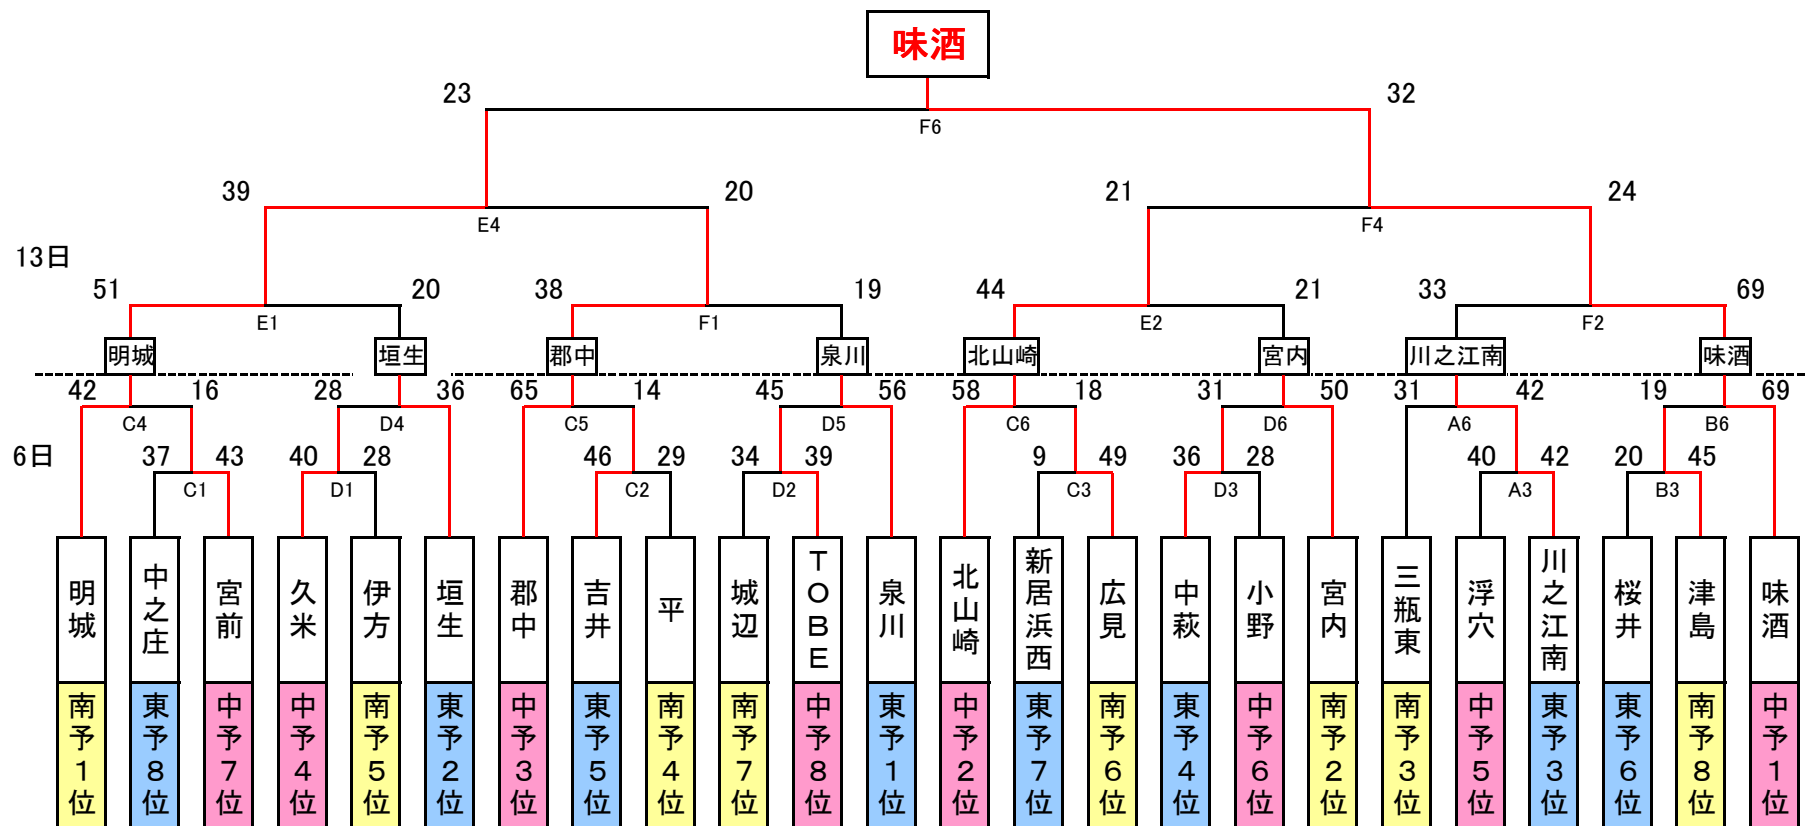 味酒
23 32
F6
39 20 21 24
E4 F4
13日
51 20 38 19 44 21 33 69
E1 F1 E2 F2
明城 垣生 郡中 泉川 北山崎 宮内 川之江南 味酒
42 16 28 36 65 14 45 56 58 18 31 50 31 42 19 69
C4 D4 C5 D5 C6 D6 A6 B6
6日
37 43 40 28 46 29 34 39 9 49 36 28 40 42 20 45
C1 D1 C2 D2 C3 D3 A3 B3
明城
中之庄
宮前
久米
伊方
垣生
郡中
吉井
平
城辺
TOBE
泉川
北山崎
新居浜西
広見
中萩
小野
宮内
三瓶東
浮穴
川之江南
桜井
津島
味酒
南予1位
東予8位
中予7位
中予4位
南予5位
東予2位
中予3位
東予5位
南予4位
南予7位
中予8位
東予1位
中予2位
東予7位
南予6位
東予4位
中予6位
南予2位
南予3位
中予5位
東予3位
東予6位
南予8位
中予1位